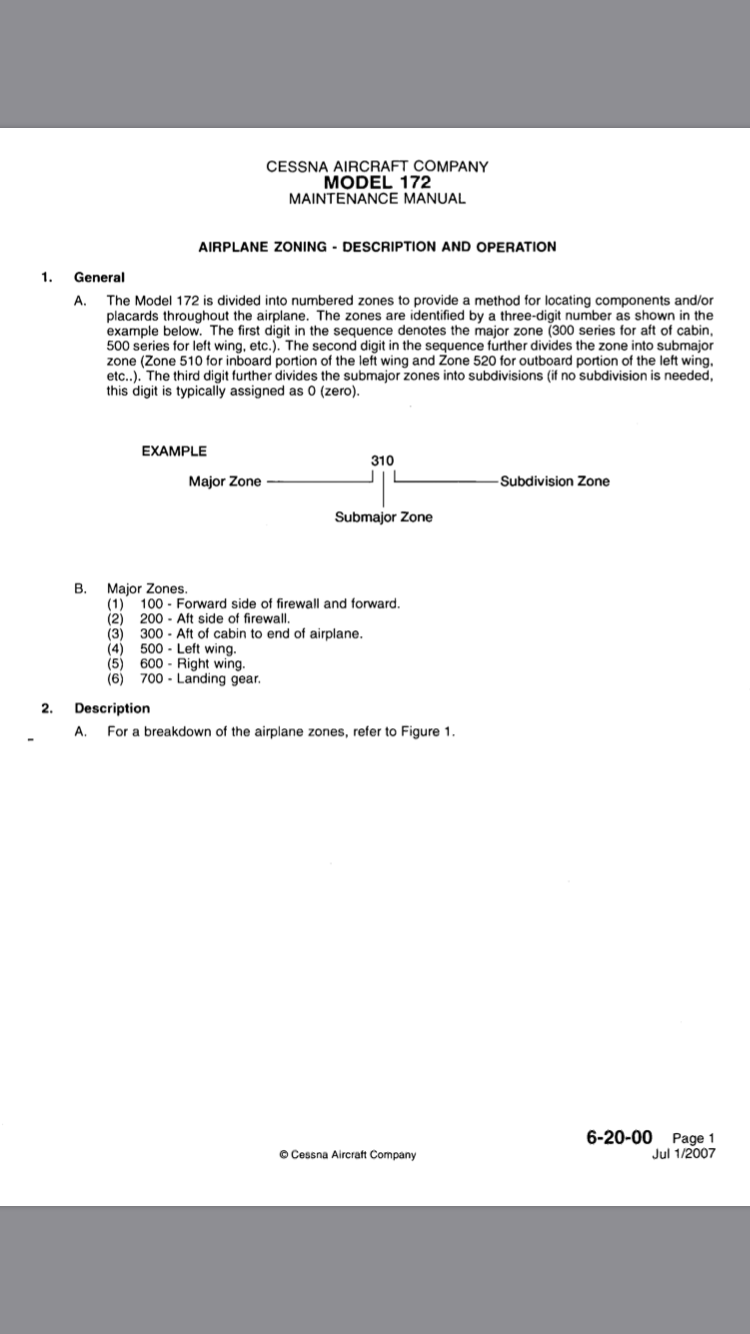 CESSNA AIRCRAFT COMPANY
MODEL 172
MAINTENANCE MANUAL
AIRPLANE ZONING - DESCRIPTION AND OPERATION
1. General
A. The Model 172 is divided into numbered zones to provide a method for locating components and/or
placards throughout the airplane. The zones are identified by a three-digit number as shown in the
example below. The first digit in the sequence denotes the major zone (300 series for aft of cabin,
500 series for left wing, etc.). The second digit in the sequence further divides the zone into submajor
zone (Zone 510 for inboard portion of the left wing and Zone 520 for outboard portion of the left wing,
etc..). The third digit further divides the submajor zones into subdivisions (if no subdivision is needed,
this digit is typically assigned as 0 (zero).
EXAMPLE
310
Major Zone
Subdivision Zone
Submajor Zone
B. Major Zones.
(1) 100 - Forward side of firewall and forward.
(2) 200 - Aft side of firewall.
(3) 300 - Aft of cabin to end of airplane.
(4) 500 - Left wing.
(5) 600 - Right wing.
(6) 700 - Landing gear.
2. Description
A. For a breakdown of the airplane zones, refer to Figure 1.
6-20-00 Page 1
© Cessna Aircraft Company
Jul 1/2007